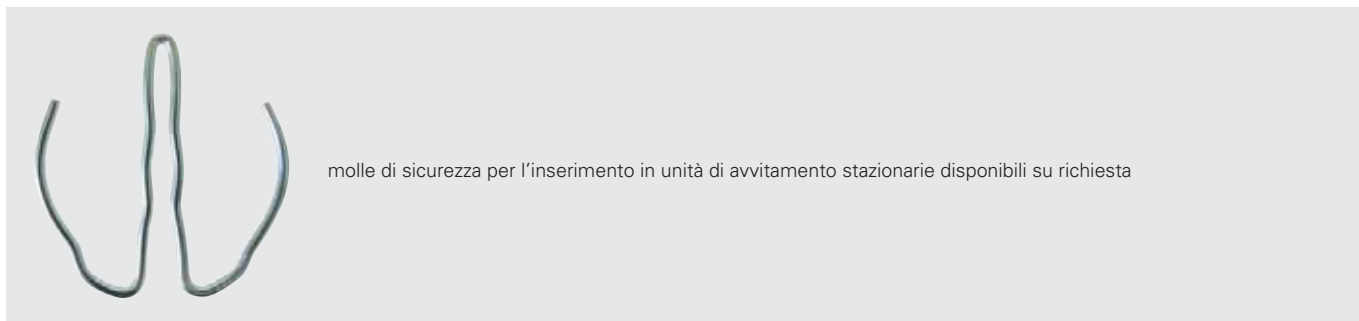 molle di sicurezza per l’inserimento in unità di avvitamento stazionarie disponibili su richiesta